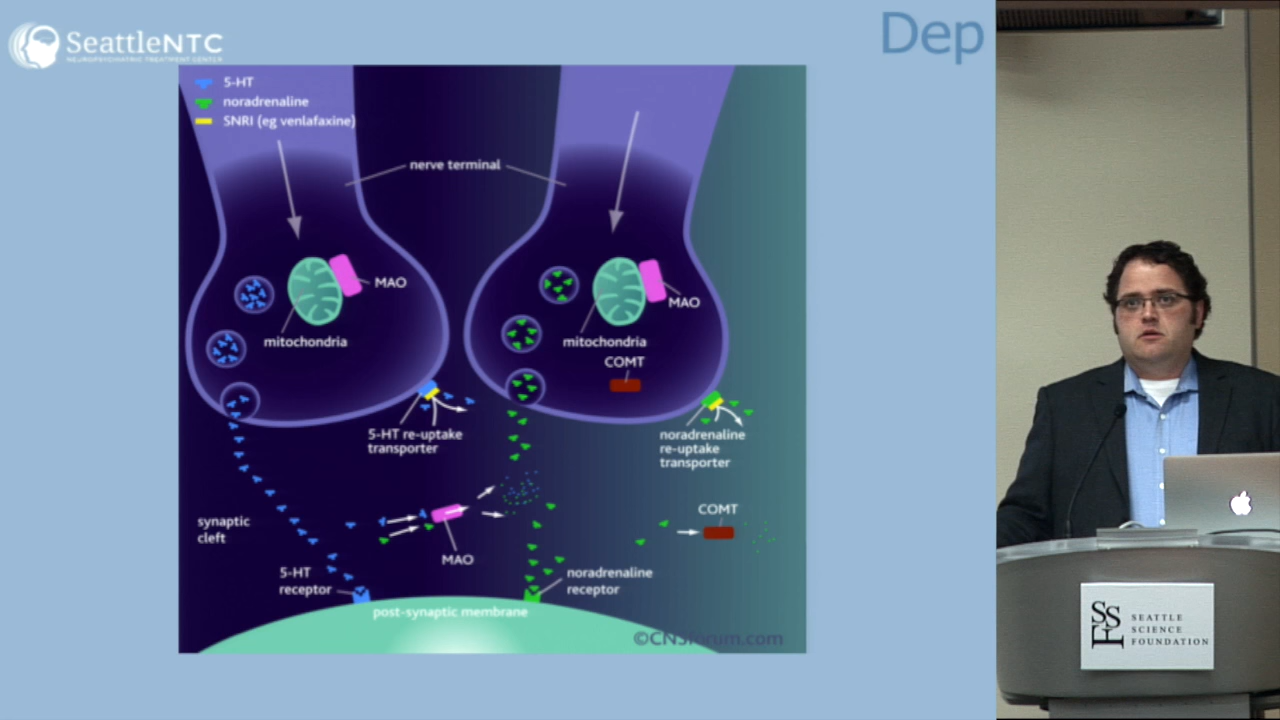 SeattleNTC
NEUROPSYCHIATRIC TREATMENT CENTER
Dep
5-HT
noradrenaline
SNRI (eg venlafaxine)
nerve terminal
MAO
MAO
mitochondria
mitochondria
COMT
5-HT re-uptake
transporter
noradrenaline
re-uptake
transporter
synaptic
cleft
COMT
MAO
5-HT
receptor
noradrenaline
receptor
post-synaptic membrane
©CNSforum.com
SSF
SEATTLE
SCIENCE
FOUNDATION